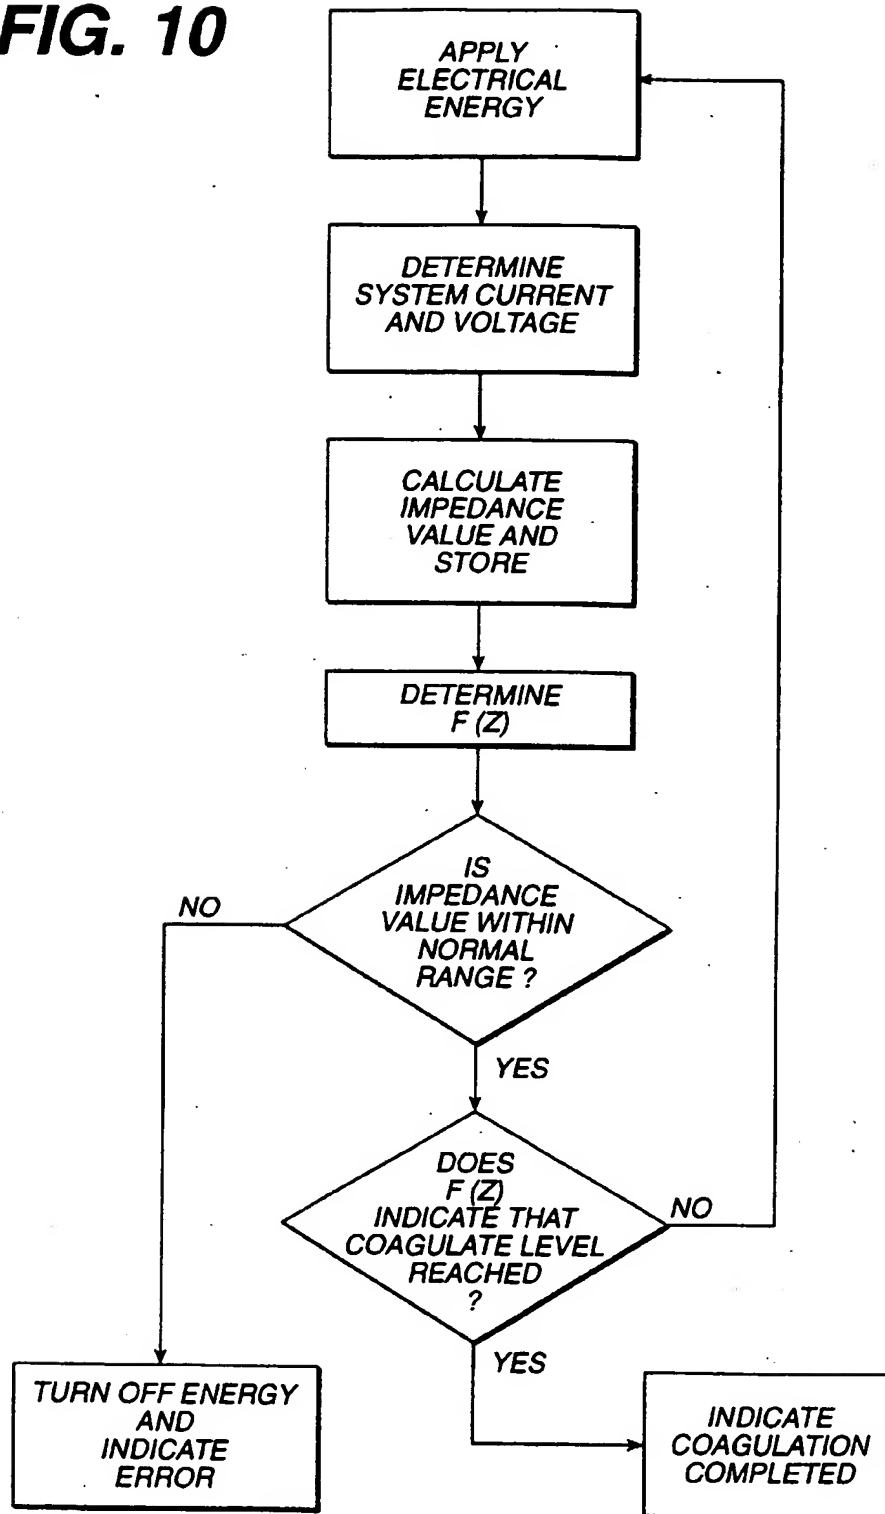 FIG. 10
APPLY
ELECTRICAL
ENERGY
DETERMINE
SYSTEM CURRENT
AND VOLTAGE
CALCULATE
IMPEDANCE
VALUE AND
STORE
DETERMINE
F (Z)
IS
IMPEDANCE
VALUE WITHIN
NORMAL
RANGE ?
NO
YES
DOES
F (Z)
INDICATE THAT
COAGULATE LEVEL
REACHED
?
NO
YES
TURN OFF ENERGY
AND
INDICATE
ERROR
INDICATE
COAGULATION
COMPLETED